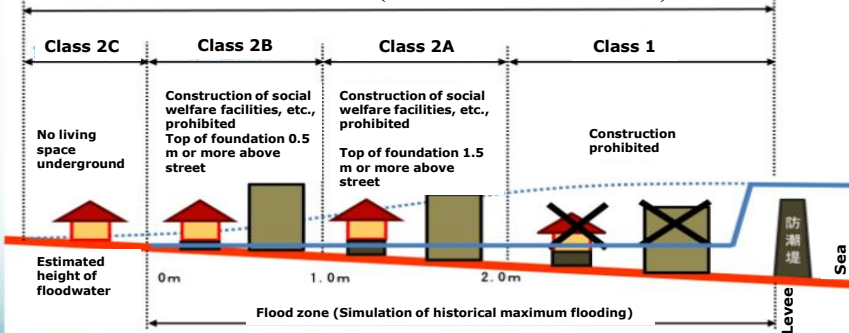 Class 2C
Class 2B
Class 2A
Class 1
No living
space
underground
Construction of social
welfare facilities, etc.,
prohibited
Top of foundation 0.5
m or more above
street
Construction of social
welfare facilities, etc.,
prohibited
Top of foundation 1.5
m or more above
street
Construction
prohibited
防潮堤
Sea
Levee
Estimated
height of
floodwater
0m
1.0m
2.0m
Flood zone (Simulation of historical maximum flooding)